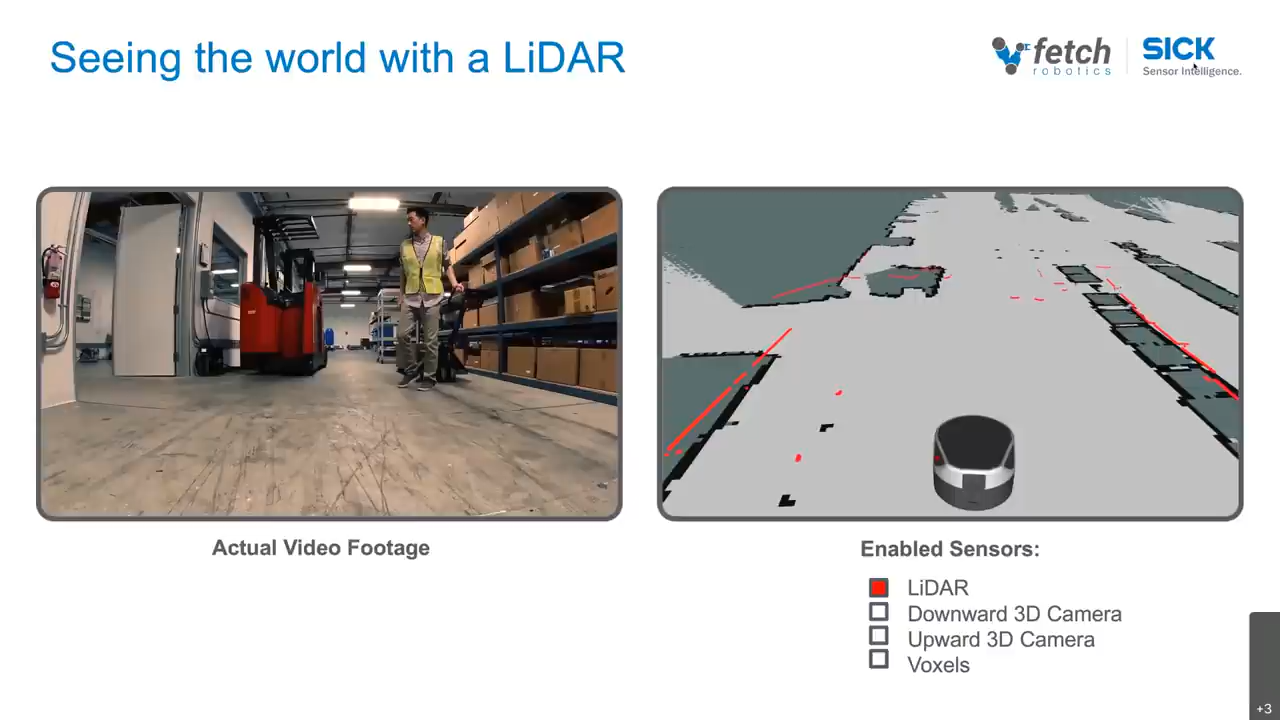 Seeing the world with a LiDAR
fetch
robotics
SICK
Sensor Intelligence.
Actual Video Footage
Enabled Sensors:
LiDAR
Downward 3D Camera
Upward 3D Camera
Voxels
+3